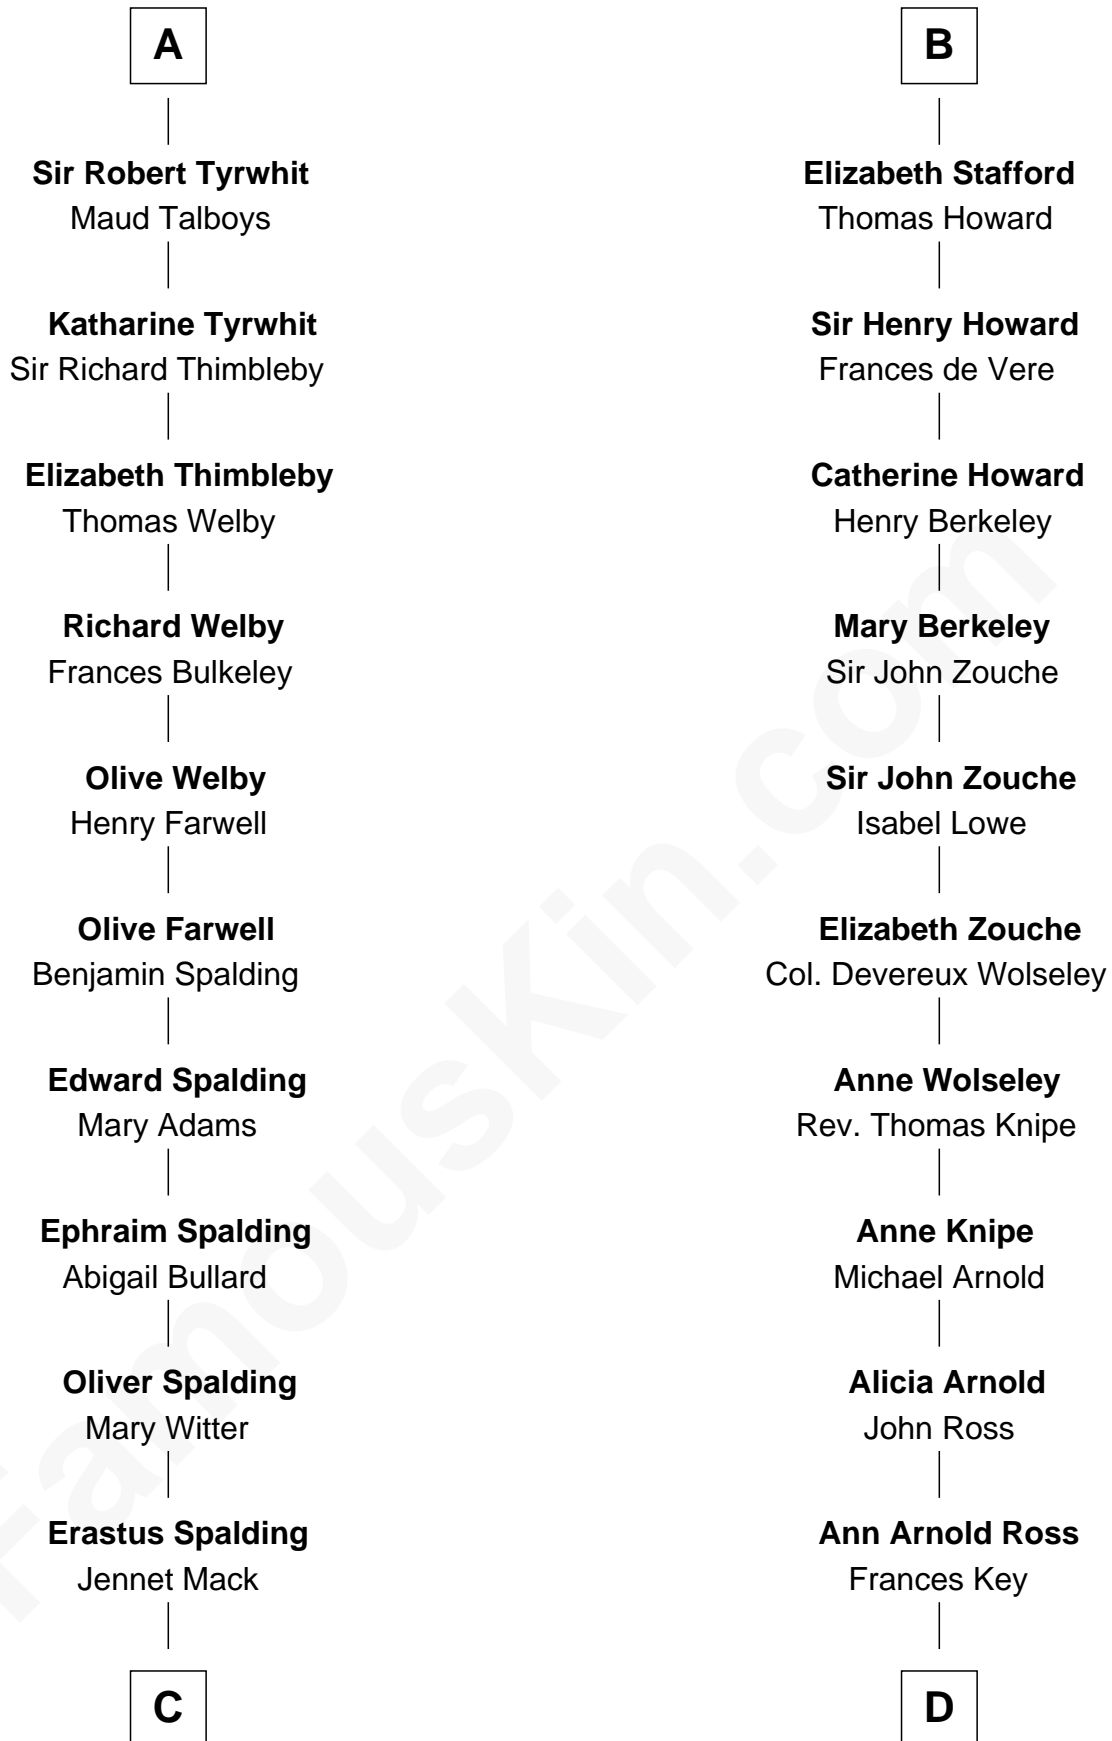 A
Sir Robert Tyrwhit
Maud Talboys
Katharine Tyrwhit
Sir Richard Thimbleby
Elizabeth Thimbleby
Thomas Welby
Richard Welby
Frances Bulkeley
Olive Welby
Henry Farwell
Olive Farwell
Benjamin Spalding
Edward Spalding
Mary Adams
Ephraim Spalding
Abigail Bullard
Oliver Spalding
Mary Witter
Erastus Spalding
Jennet Mack
C
B
Elizabeth Stafford
Thomas Howard
Sir Henry Howard
Frances de Vere
Catherine Howard
Henry Berkeley
Mary Berkeley
Sir John Zouche
Sir John Zouche
Isabel Lowe
Elizabeth Zouche
Col. Devereux Wolseley
Anne Wolseley
Rev. Thomas Knipe
Anne Knipe
Michael Arnold
Alicia Arnold
John Ross
Ann Arnold Ross
Frances Key
D
FamousKin.com